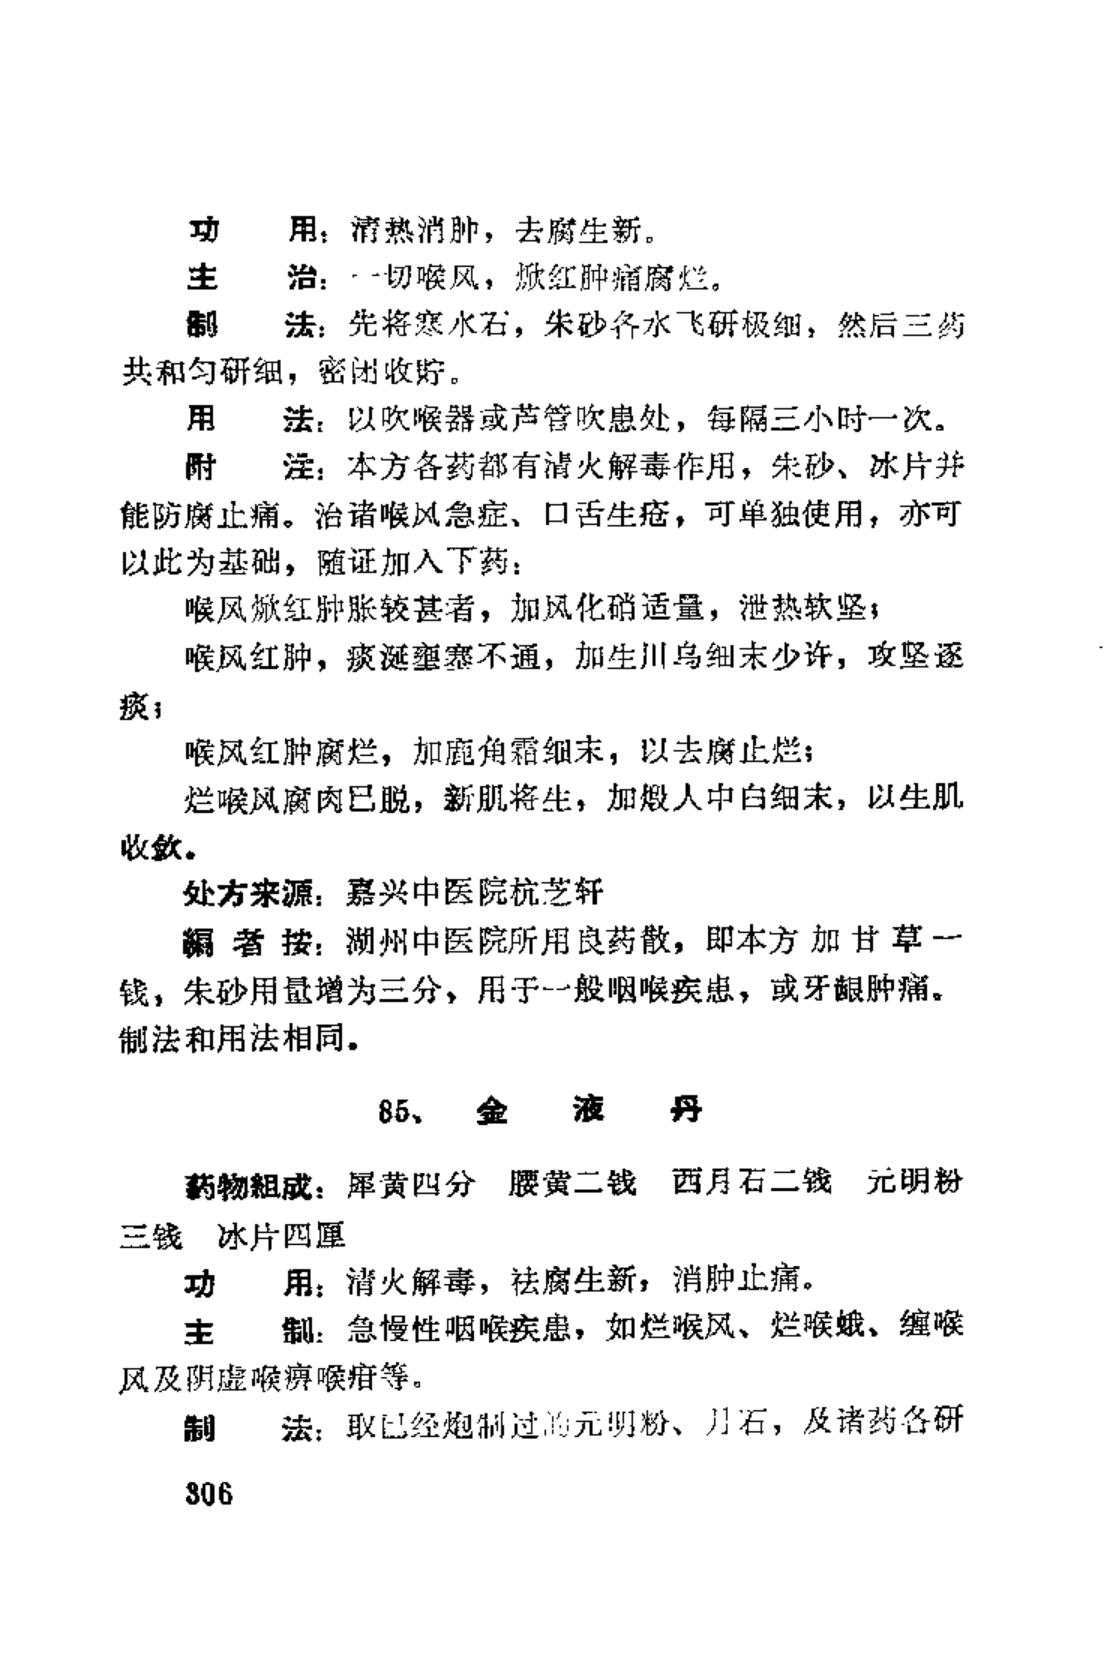 功　　用：清热消肿，去腐生新。
主　　治：一切喉风，焮红肿痛腐烂。
制　　法：先将寒水石，朱砂各水飞研极细，然后三药
共和匀研细，密闭收贮。
用　　法：以吹喉器或芦管吹患处，每隔三小时一次。
附　　注：本方各药都有清火解毒作用，朱砂、冰片并
能防腐止痛。治诸喉风急症、口舌生疮，可单独使用，亦可
以此为基础，随证加入下药：
喉风焮红肿胀较甚者，加风化硝适量，泄热软坚；
喉风红肿，痰涎壅塞不通，加生川乌细末少许，攻坚逐
痰；
喉风红肿腐烂，加鹿角霜细末，以去腐止烂；
烂喉风腐肉已脱，新肌将生，加煅人中白细末，以生肌
收敛。
处方来源：嘉兴中医院杭芝轩
编 者 按：湖州中医院所用良药散，即本方加甘草一
钱，朱砂用量增为三分，用于一般咽喉疾患，或牙龈肿痛。
制法和用法相同。
85、　金　液　丹
药物组成：犀黄四分　腰黄二钱　西月石二钱　元明粉
三钱　冰片四厘
功　　用：清火解毒，祛腐生新，消肿止痛。
主　　制：急慢性咽喉疾患，如烂喉风、烂喉蛾、缠喉
风及阴虚喉痹喉疳等。
制　　法：取已经炮制过的元明粉、月石，及诸药各研
306